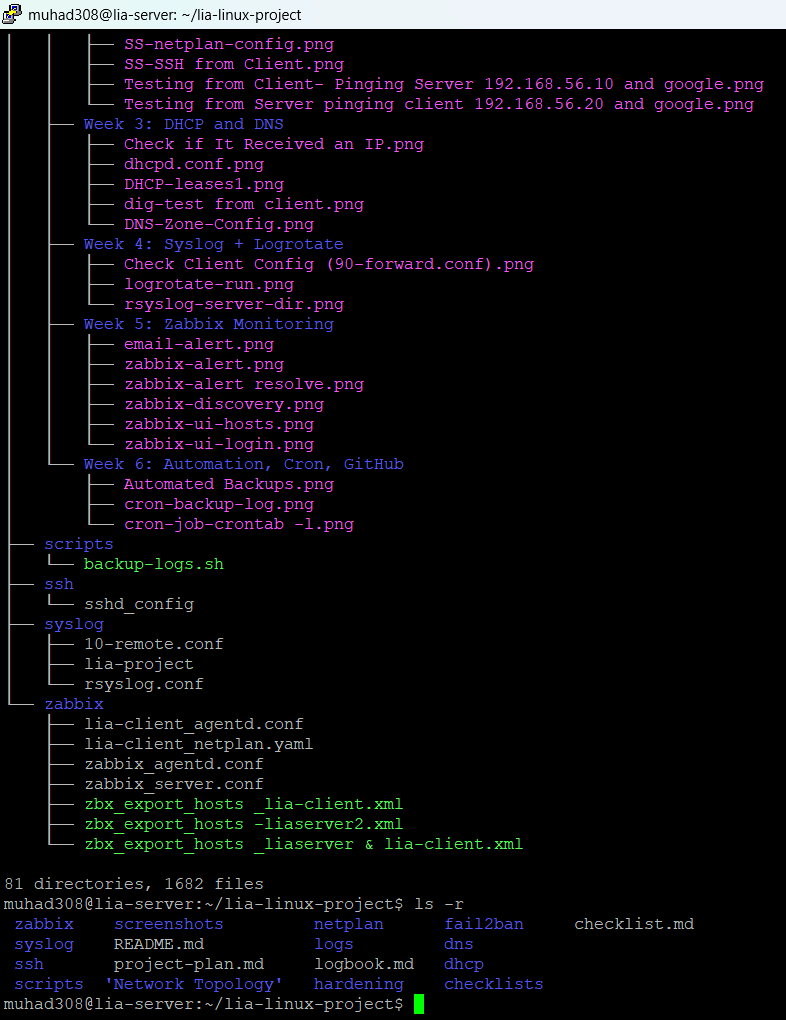 muhad308@lia-server: ~/lia-linux-project
│   │   ├── SS-netplan-config.png
│   │   ├── SS-SSH from Client.png
│   │   ├── Testing from Client- Pinging Server 192.168.56.10 and google.png
│   │   └── Testing from Server pinging client 192.168.56.20 and google.png
│   ├── Week 3: DHCP and DNS
│   │   ├── Check if It Received an IP.png
│   │   ├── dhcpd.conf.png
│   │   ├── DHCP-leases1.png
│   │   ├── dig-test from client.png
│   │   └── DNS-Zone-Config.png
│   ├── Week 4: Syslog + Logrotate
│   │   ├── Check Client Config (90-forward.conf).png
│   │   ├── logrotate-run.png
│   │   └── rsyslog-server-dir.png
│   ├── Week 5: Zabbix Monitoring
│   │   ├── email-alert.png
│   │   ├── zabbix-alert.png
│   │   ├── zabbix-alert resolve.png
│   │   ├── zabbix-discovery.png
│   │   ├── zabbix-ui-hosts.png
│   │   └── zabbix-ui-login.png
│   └── Week 6: Automation, Cron, GitHub
│       ├── Automated Backups.png
│       ├── cron-backup-log.png
│       └── cron-job-crontab -l.png
├── scripts
│   └── backup-logs.sh
├── ssh
│   └── sshd_config
├── syslog
│   ├── 10-remote.conf
│   ├── lia-project
│   └── rsyslog.conf
└── zabbix
    ├── lia-client_agentd.conf
    ├── lia-client_netplan.yaml
    ├── zabbix_agentd.conf
    ├── zabbix_server.conf
    ├── zbx_export_hosts _lia-client.xml
    ├── zbx_export_hosts -liaserver2.xml
    └── zbx_export_hosts _liaserver & lia-client.xml
81 directories, 1682 files
muhad308@lia-server:~/lia-linux-project$ ls -r
zabbix    screenshots         netplan     fail2ban    checklist.md
syslog    README.md           logs        dns
ssh       project-plan.md     logbook.md  dhcp
scripts  'Network Topology'   hardening   checklists
muhad308@lia-server:~/lia-linux-project$